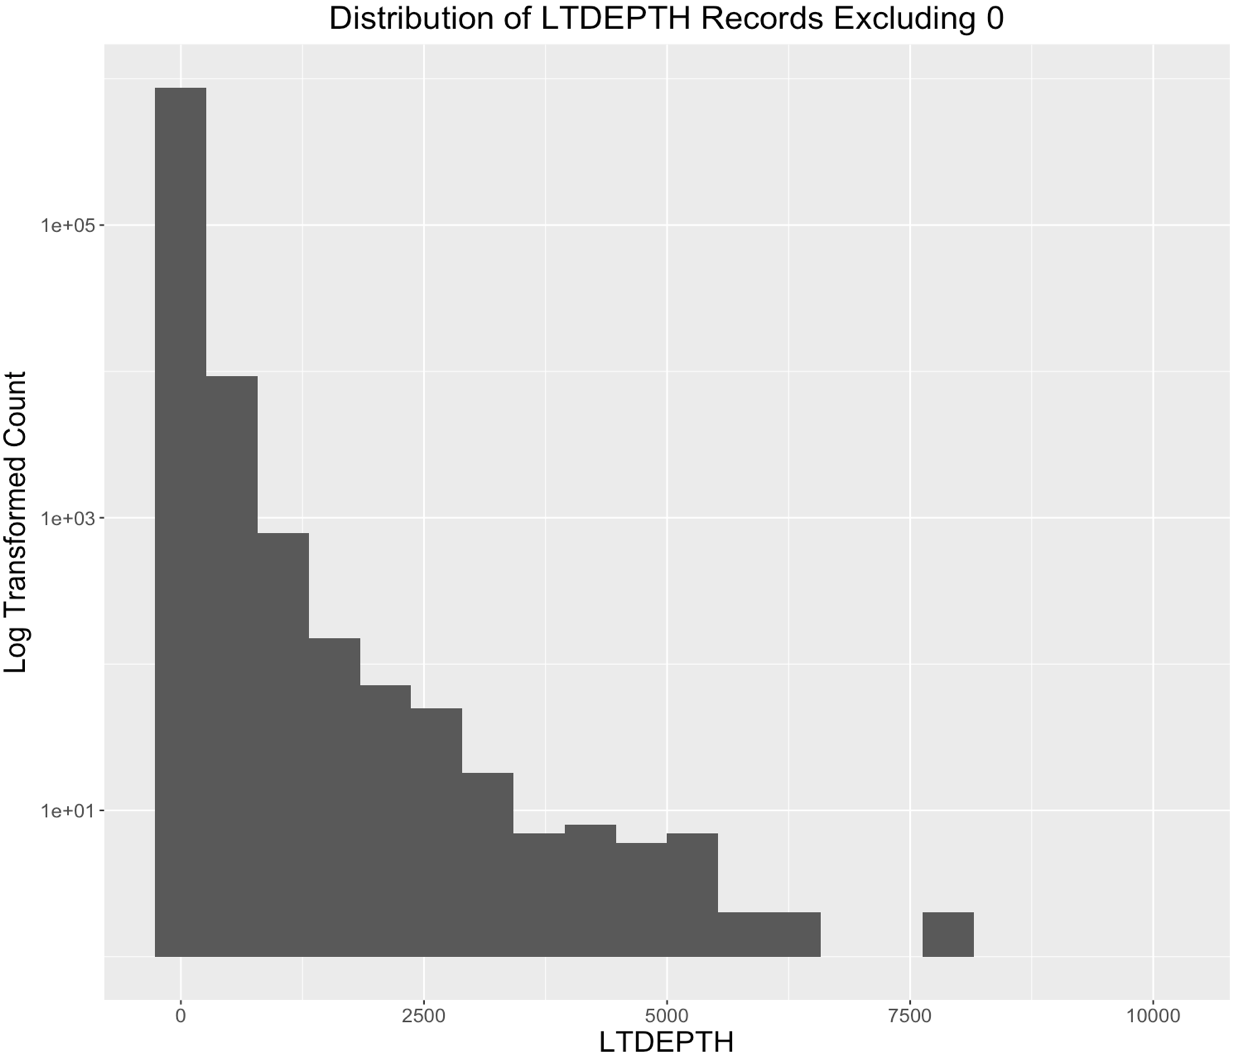 Distribution of LTDEPTH Records Excluding 0
Log Transformed Count
1e+05
1e+03
1e+01
0 2500 5000 7500 10000
LTDEPTH